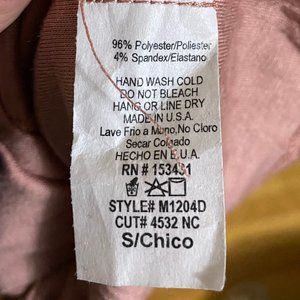 96% Polyester/Poliester
4% Spandex/Elastano
HAND WASH COLD
DO NOT BLEACH
HANG OR LINE DRY
MADE IN U.S.A.
Lave Frio a Mano,No Cloro
Secar Colgado
HECHO EN E.U.A.
RN # 153431
STYLE# M1204D
CUT# 4532 NC
S/Chico